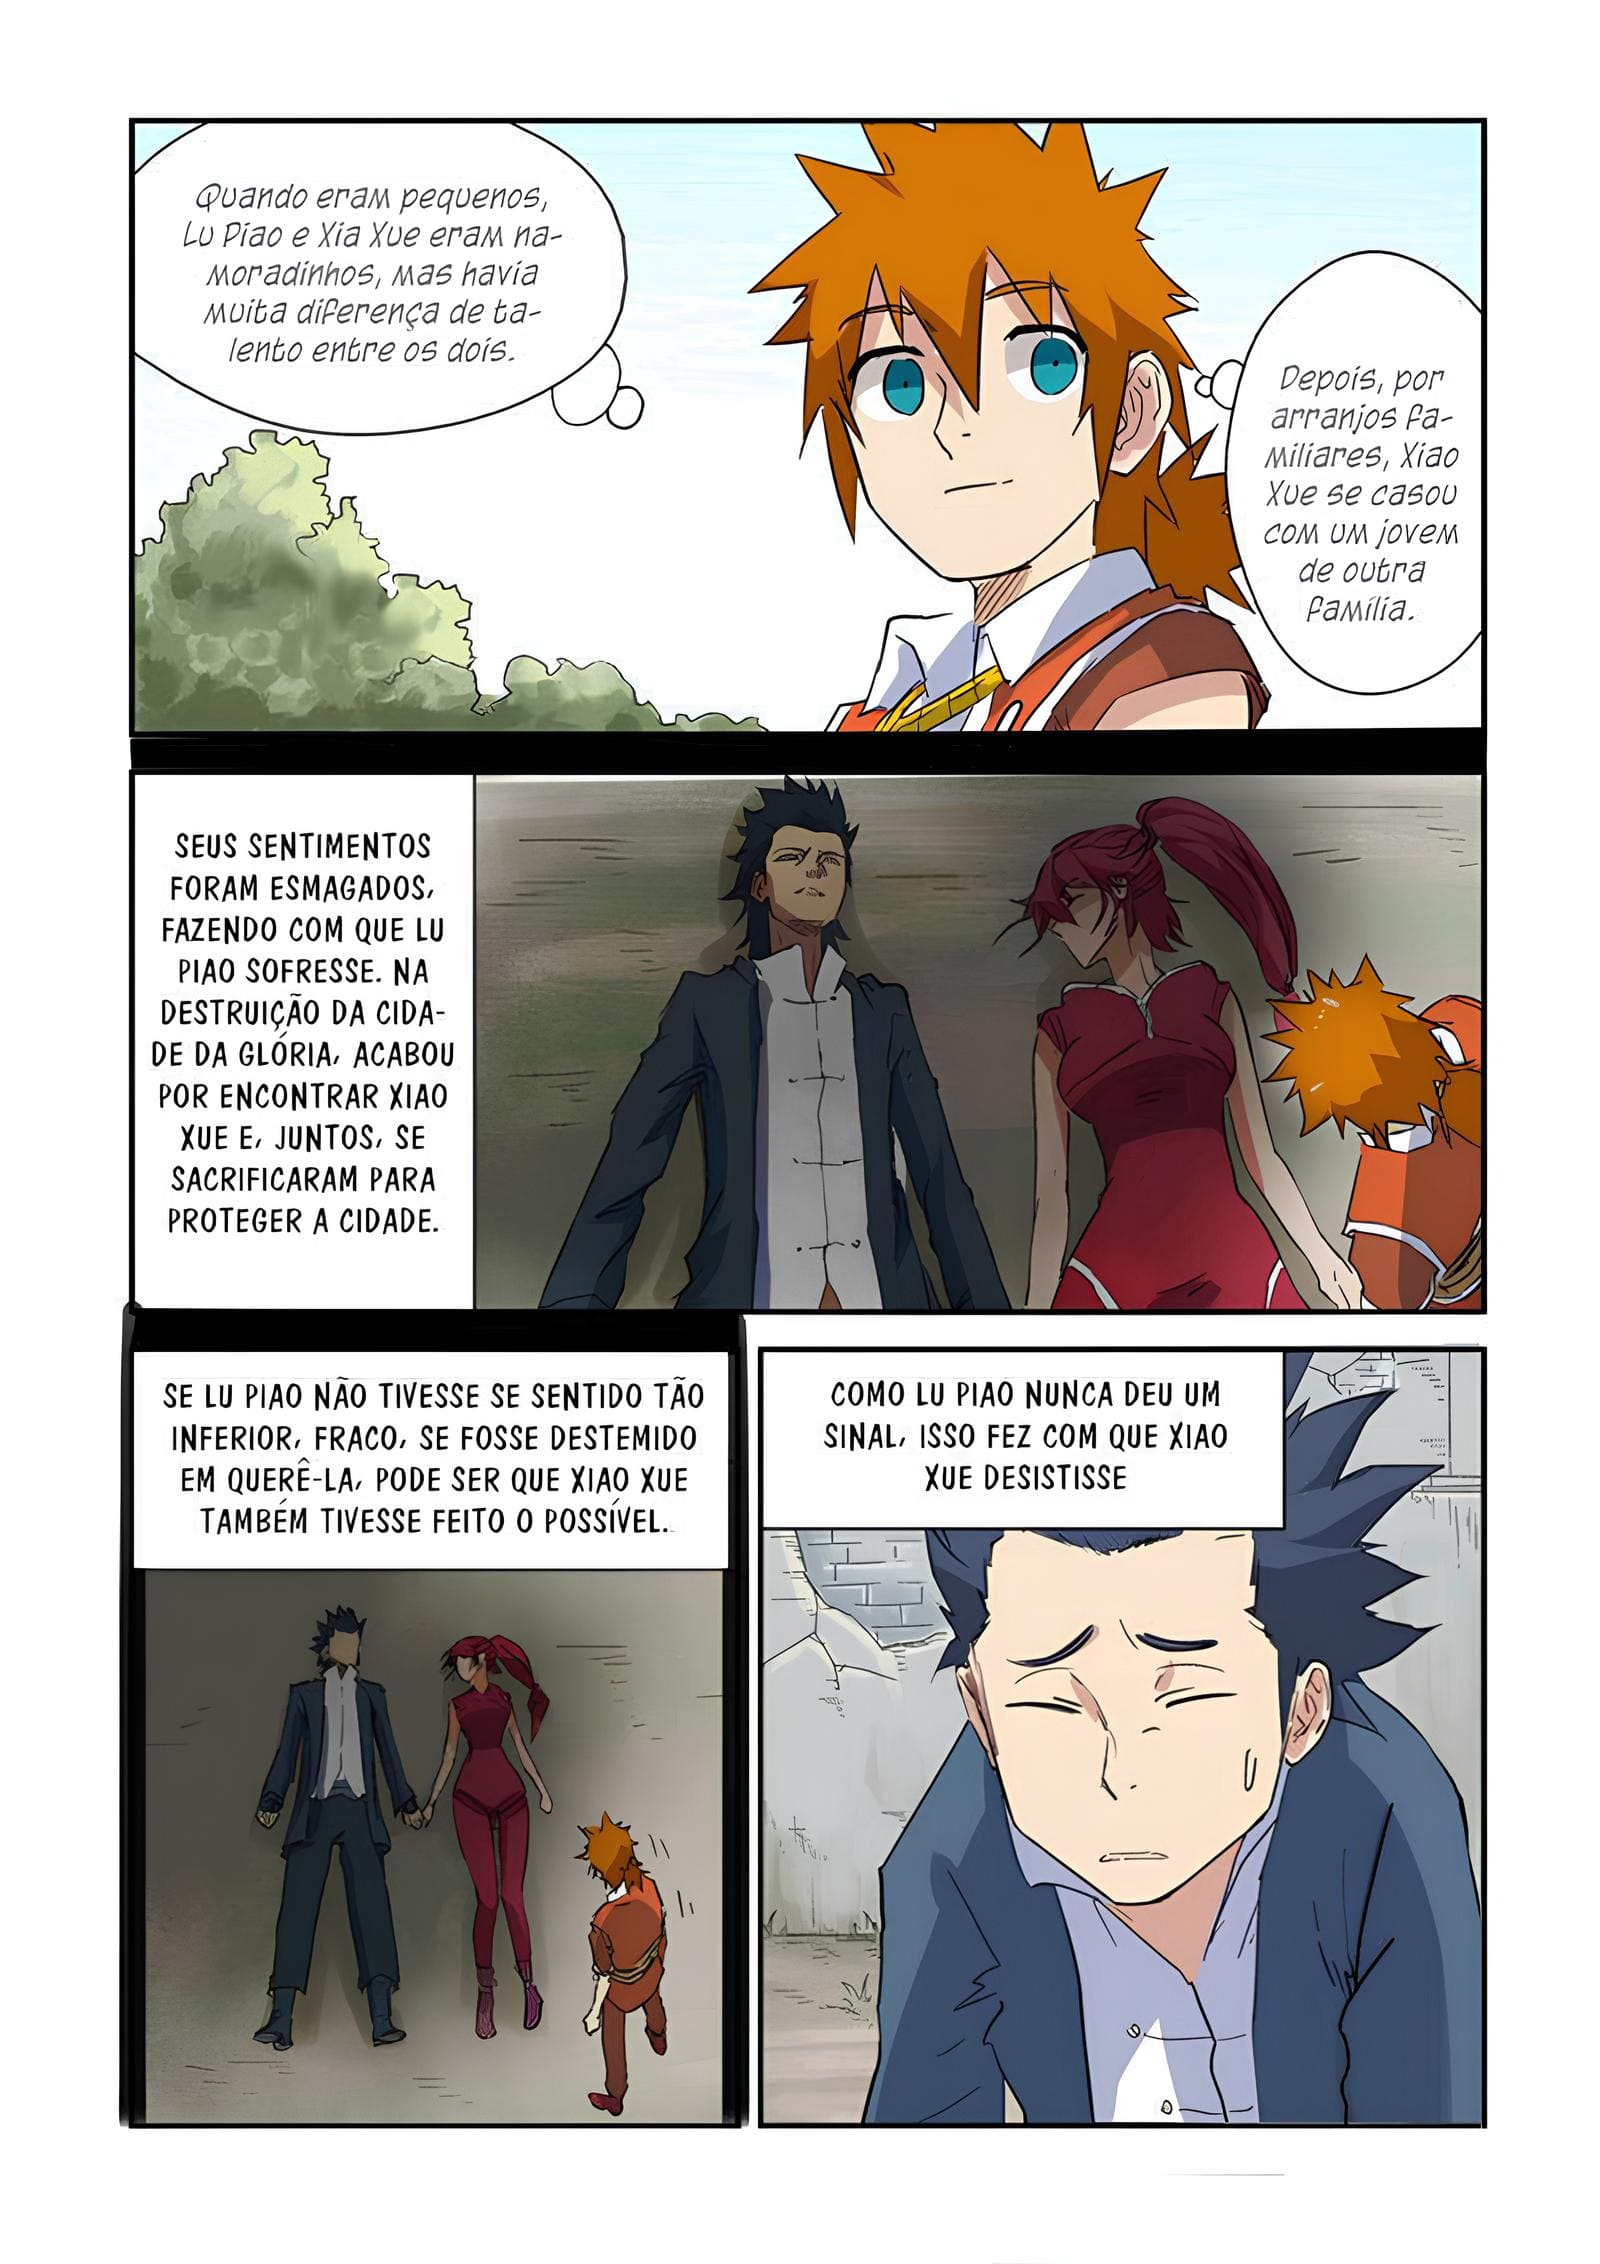 Quando eram pequenos,
Lu Piao e Xia Xue eram na-
moradinhos, mas havia
muita diferença de ta-
lento entre os dois.
Depois, por
arranjos fa-
miliares, Xiao
Xue se casou
com um jovem
de outra
família.
SEUS SENTIMENTOS
FORAM ESMAGADOS,
FAZENDO COM QUE LU
PIAO SOFRESSE. NA
DESTRUIÇÃO DA CIDA-
DE DA GLÓRIA, ACABOU
POR ENCONTRAR XIAO
XUE E, JUNTOS, SE
SACRIFICARAM PARA
PROTEGER A CIDADE.
SE LU PIAO NÃO TIVESSE SE SENTIDO TÃO
INFERIOR, FRACO, SE FOSSE DESTEMIDO
EM QUERÊ-LA, PODE SER QUE XIAO XUE
TAMBÉM TIVESSE FEITO O POSSÍVEL.
COMO LU PIAO NUNCA DEU UM
SINAL, ISSO FEZ COM QUE XIAO
XUE DESISTISSE